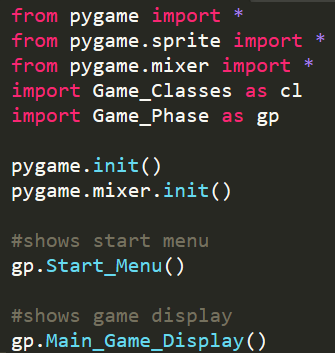 from pygame import *
from pygame.sprite import *
from pygame.mixer import *
import Game_Classes as cl
import Game_Phase as gp
pygame.init()
pygame.mixer.init()
#shows start menu
gp.Start_Menu()
#shows game display
gp.Main_Game_Display()